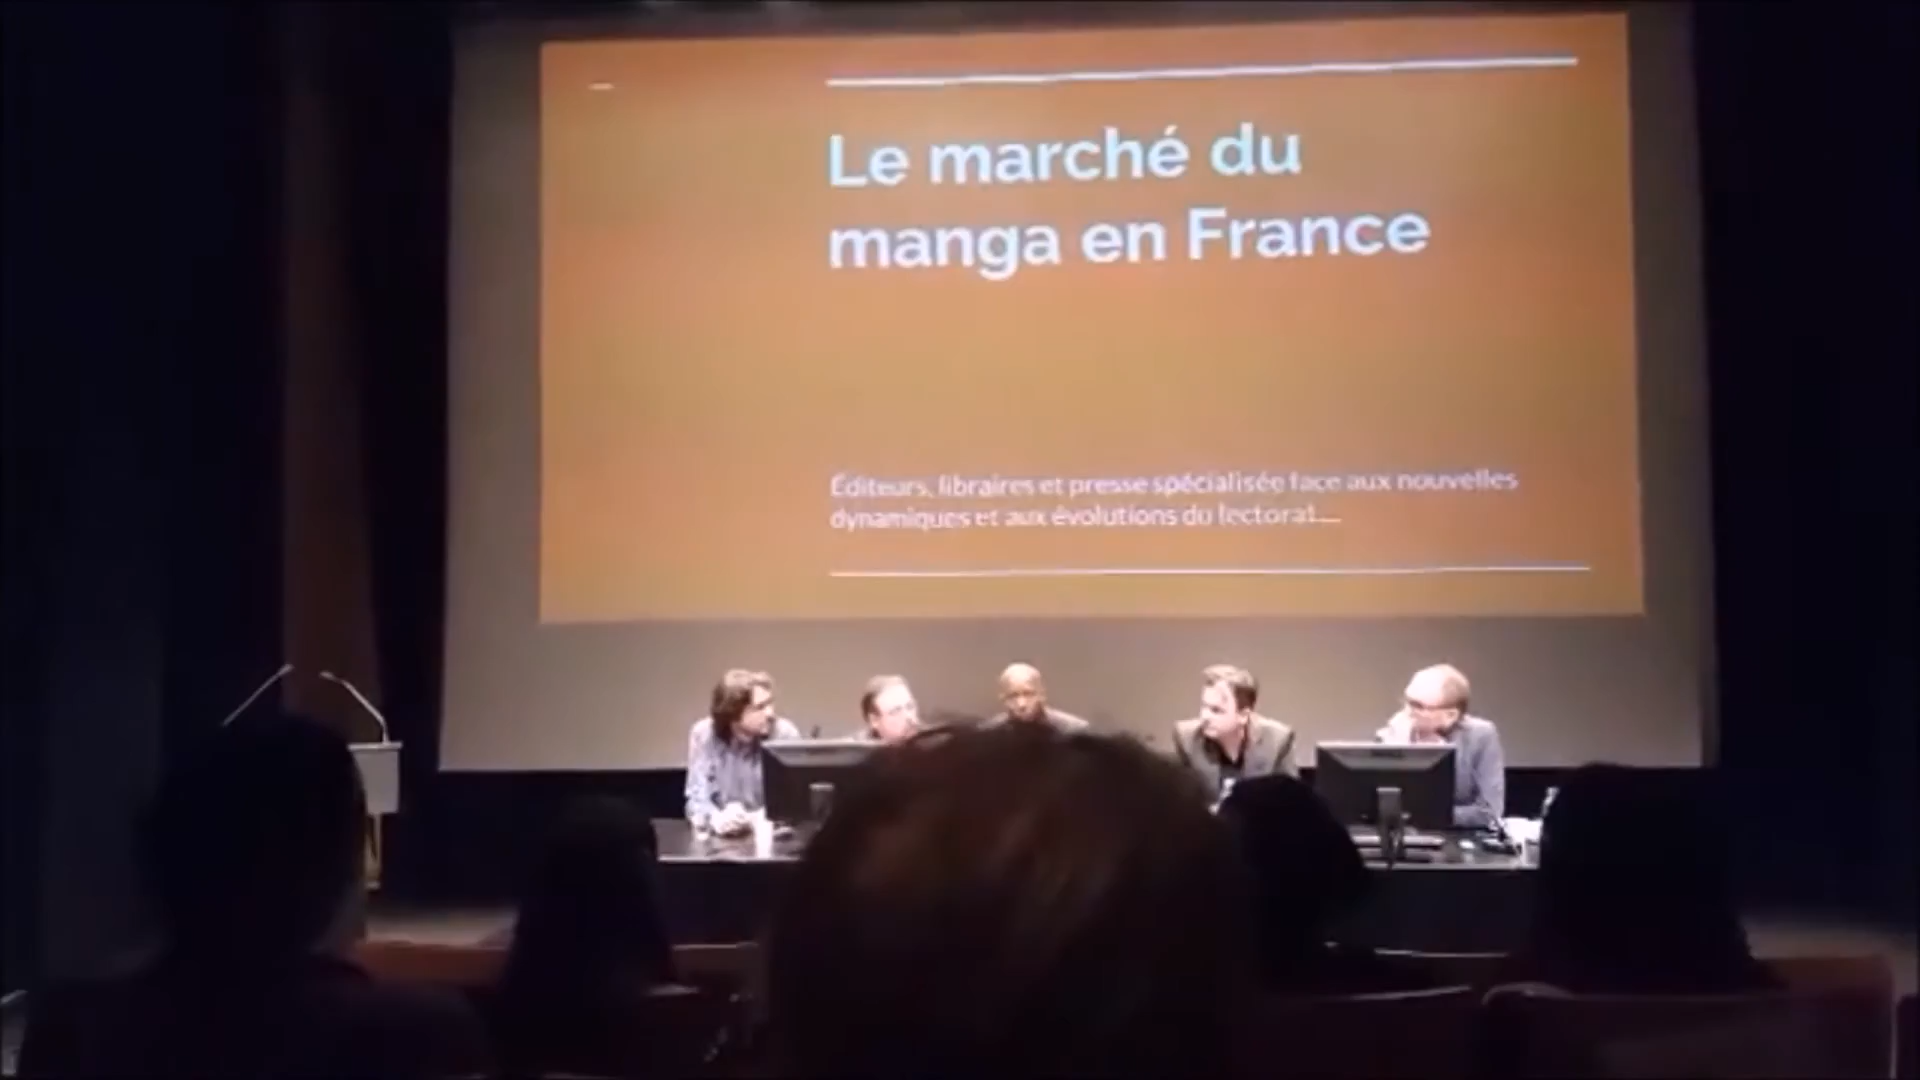 Le marché du
manga en France
Éditeurs, libraires et presse spécialisée face aux nouvelles
dynamiques et aux évolutions du lectorat...